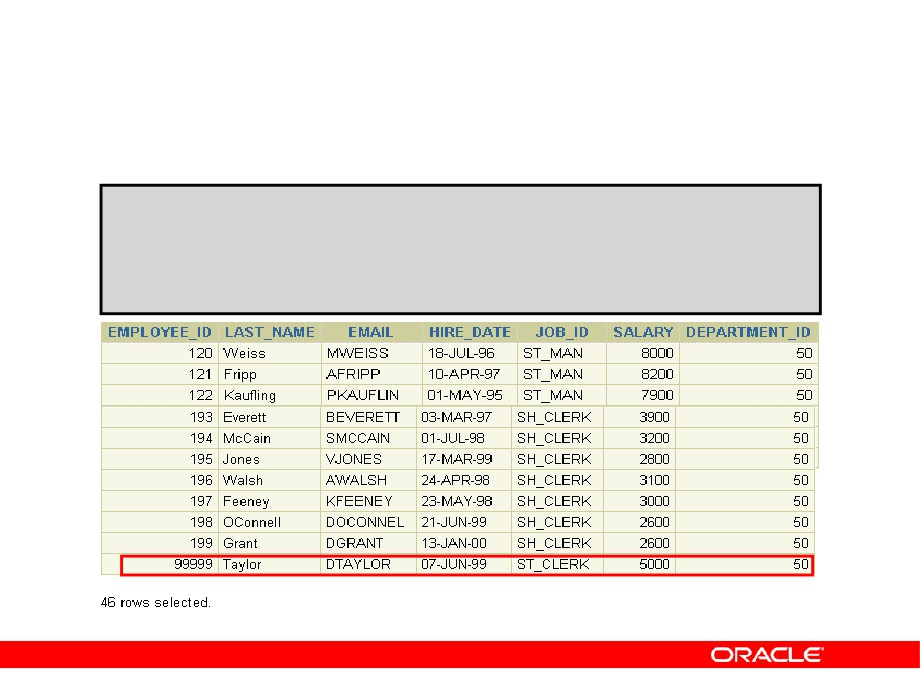 EMPLOYEE_ID LAST_NAME EMAIL HIRE_DATE JOB_ID SALARY DEPARTMENT_ID
120 Weiss MWEISS 18-JUL-96 ST_MAN 8000 50
121 Fripp AFRIPP 10-APR-97 ST_MAN 8200 50
122 Kaufling PKAUFLIN 01-MAY-95 ST_MAN 7900 50
193 Everett BEVERETT 03-MAR-97 SH_CLERK 3900 50
194 McCain SMCCAIN 01-JUL-98 SH_CLERK 3200 50
195 Jones VJONES 17-MAR-99 SH_CLERK 2800 50
196 Walsh AWALSH 24-APR-98 SH_CLERK 3100 50
197 Feeney KFEENEY 23-MAY-98 SH_CLERK 3000 50
198 OConnell DOCONNEL 21-JUN-99 SH_CLERK 2600 50
199 Grant DGRANT 13-JAN-00 SH_CLERK 2600 50
99999 Taylor DTAYLOR 07-JUN-99 ST_CLERK 5000 50
46 rows selected.
ORACLE